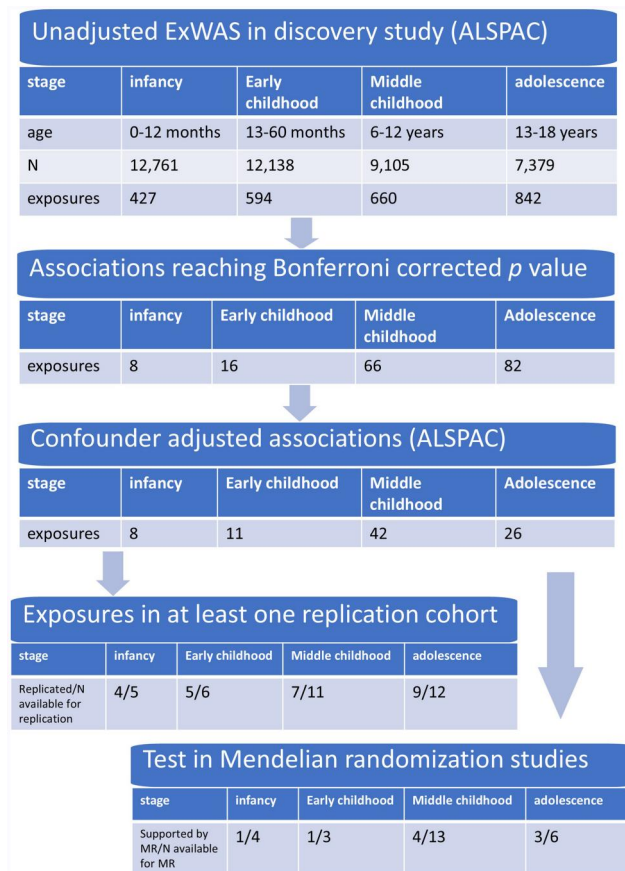 Unadjusted ExWAS in discovery study (ALSPAC)
stage infancy Early childhood Middle childhood adolescence
age 0-12 months 13-60 months 6-12 years 13-18 years
N 12,761 12,138 9,105 7,379
exposures 427 594 660 842
Associations reaching Bonferroni corrected p value
stage infancy Early childhood Middle childhood Adolescence
exposures 8 16 66 82
Confounder adjusted associations (ALSPAC)
stage infancy Early childhood Middle childhood Adolescence
exposures 8 11 42 26
Exposures in at least one replication cohort
stage infancy Early childhood Middle childhood adolescence
Replicated/N available for replication 4/5 5/6 7/11 9/12
Test in Mendelian randomization studies
stage infancy Early childhood Middle childhood adolescence
Supported by MR/N available for MR 1/4 1/3 4/13 3/6